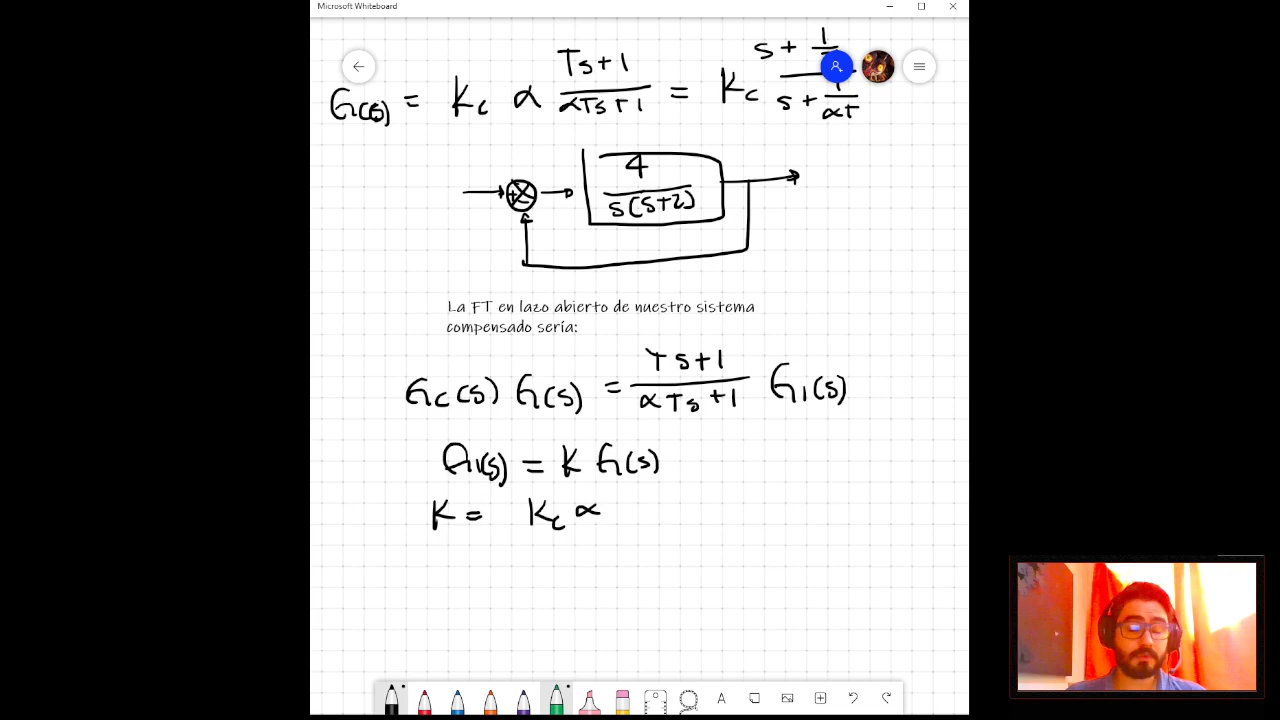 Microsoft Whiteboard
G(s) = Kc α (Ts+1)/(αTs+1) = Kc (s + 1/)/(s + 1/αT)
+
-
4/(s(s+2))
La FT en lazo abierto de nuestro sistema
compensado sería:
Gc(s) G(s) = (Ts+1)/(αTs+1) G1(s)
G1(s) = K G(s)
K = Kc α
A